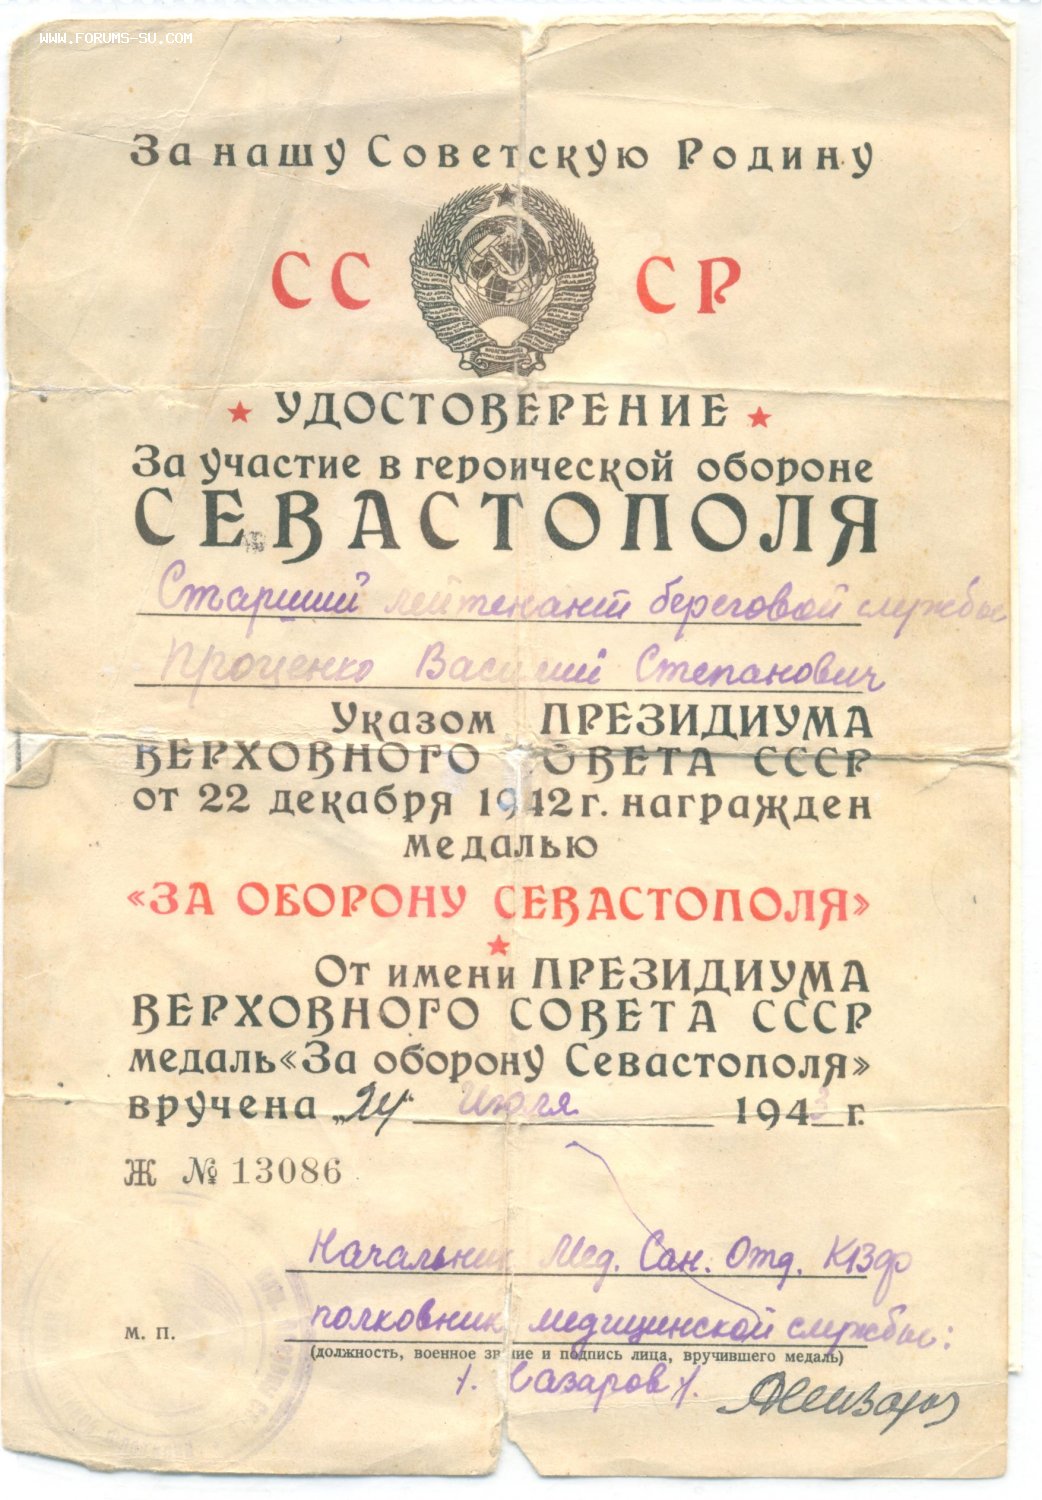 WWW.FORUMS-SU.COM
За нашу Советскую Родину
СССР
УДОСТОВЕРЕНИЕ
За участие в героической обороне
СЕВАСТОПОЛЯ
Старший лейтенант береговой службы
Проценко Василий Степанович
Указом ПРЕЗИДИУМА
ВЕРХОВНОГО СОВЕТА СССР
от 22 декабря 1942 г. награжден
медалью
«ЗА ОБОРОНУ СЕВАСТОПОЛЯ»
От имени ПРЕЗИДИУМА
ВЕРХОВНОГО СОВЕТА СССР
медаль «За оборону Севастополя»
вручена „24“ Июля 1943 г.
Ж № 13086
Начальник Мед. Сан. Отд. КВФ
полковник медицинской службы:
М. П.
(должность, военное звание и подпись лица, вручившего медаль)